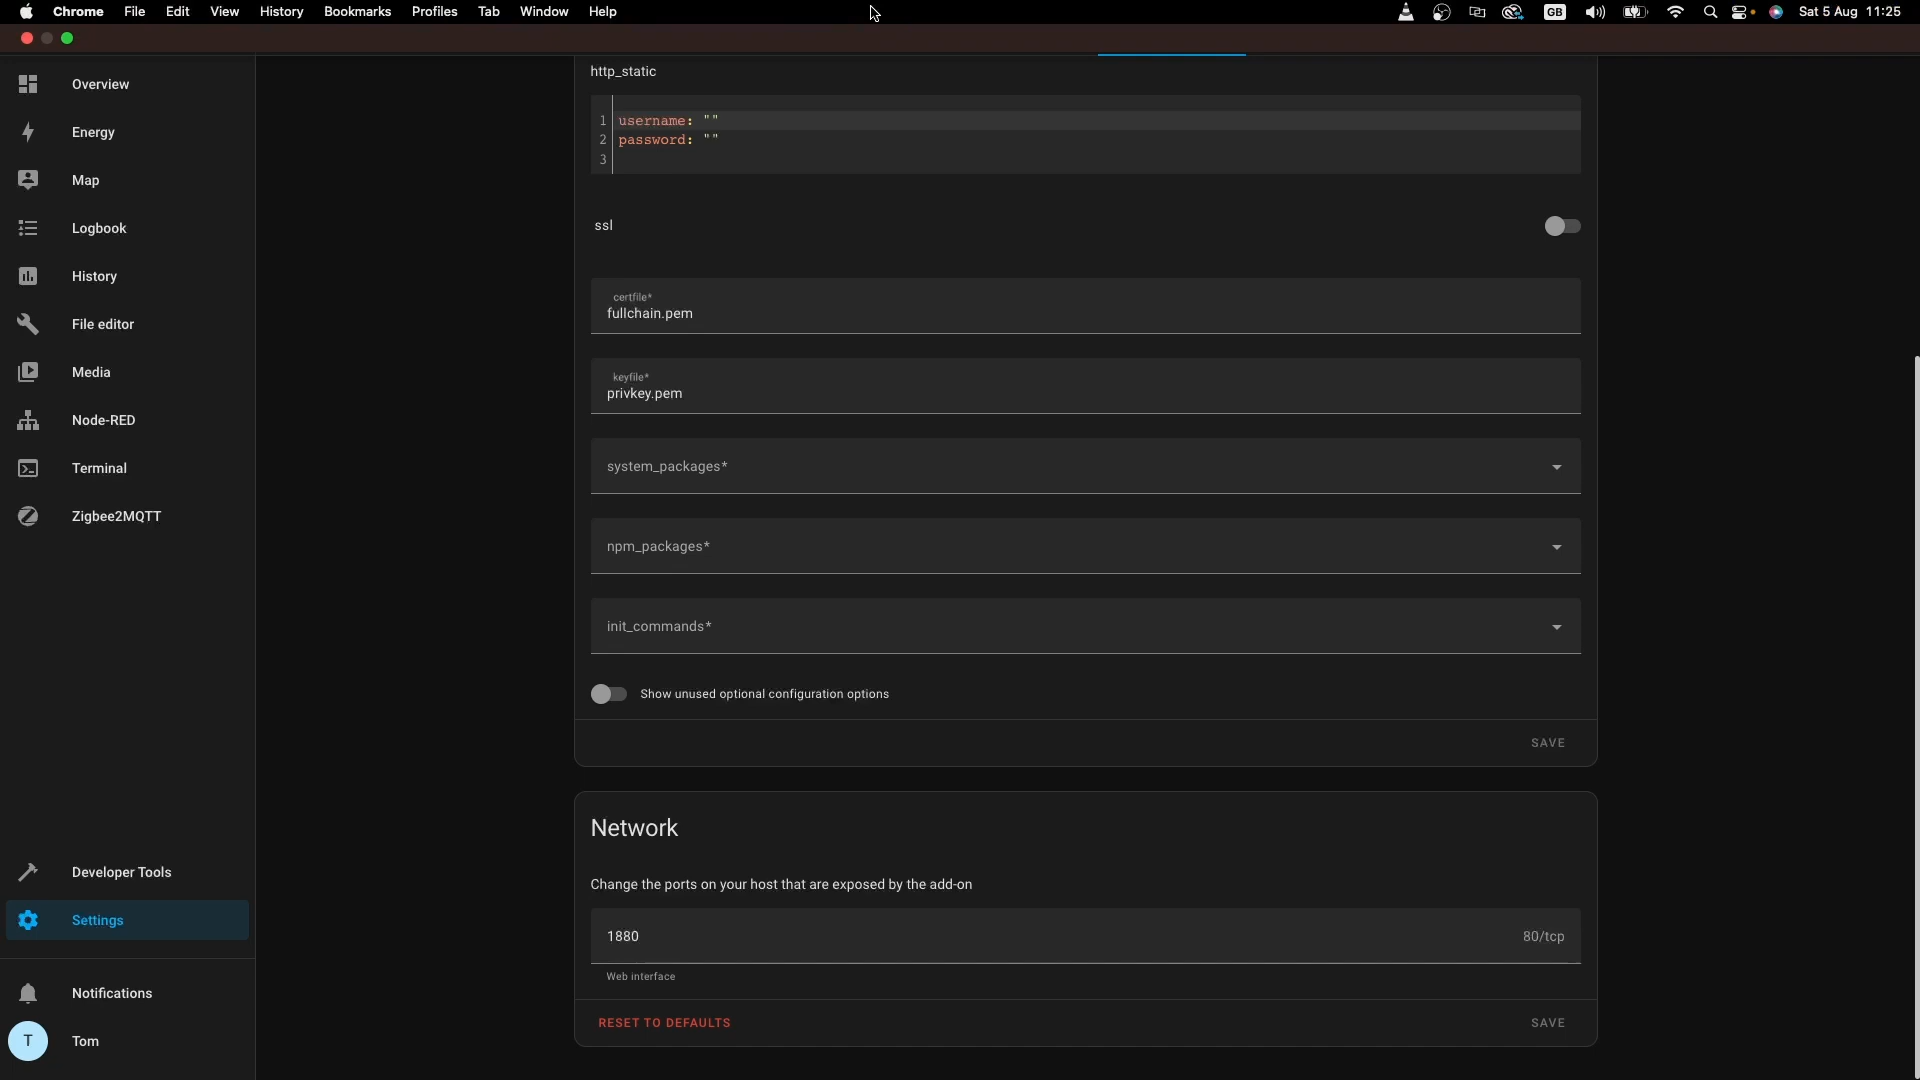 Chrome File Edit View History Bookmarks Profiles Tab Window Help GB Sat 5 Aug 11:25
Overview
Energy
Map
Logbook
History
File editor
Media
Node-RED
Terminal
Zigbee2MQTT
Developer Tools
Settings
Notifications
T Tom
http_static
1 username: ""
2 password: ""
3
ssl
certfile*
fullchain.pem
keyfile*
privkey.pem
system_packages*
npm_packages*
init_commands*
Show unused optional configuration options
SAVE
Network
Change the ports on your host that are exposed by the add-on
1880 80/tcp
Web interface
RESET TO DEFAULTS SAVE